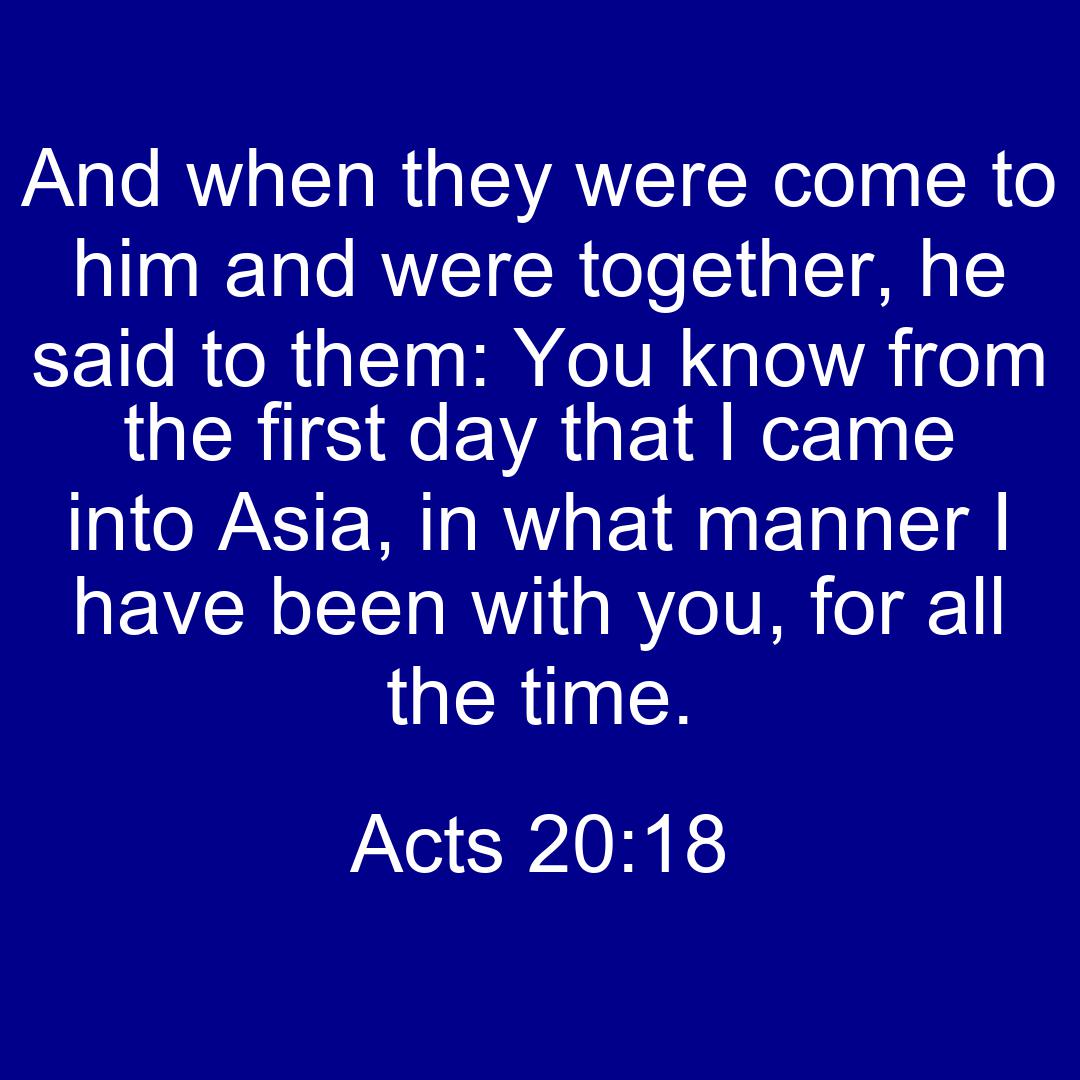 And when they were come to
him and were together, he
said to them: You know from
the first day that I came
into Asia, in what manner I
have been with you, for all
the time.
Acts 20:18